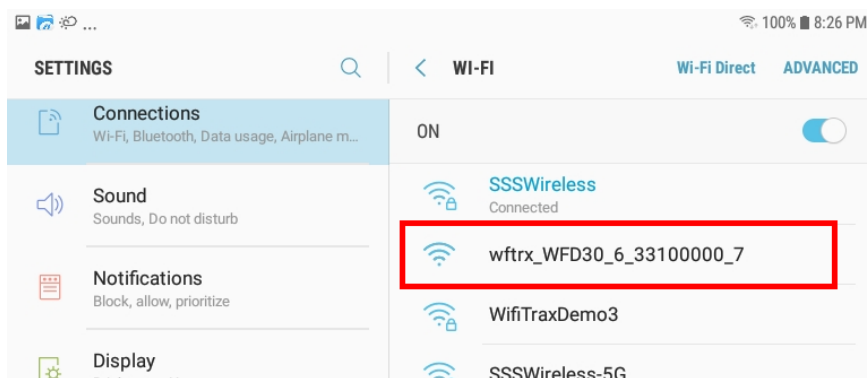 ... 100% 8:26 PM
SETTINGS
Connections
Wi-Fi, Bluetooth, Data usage, Airplane m...
Sound
Sounds, Do not disturb
Notifications
Block, allow, prioritize
Display
WI-FI Wi-Fi Direct ADVANCED
ON
SSSWireless
Connected
wftrx_WFD30_6_33100000_7
WifiTraxDemo3
SSSWireless-5G